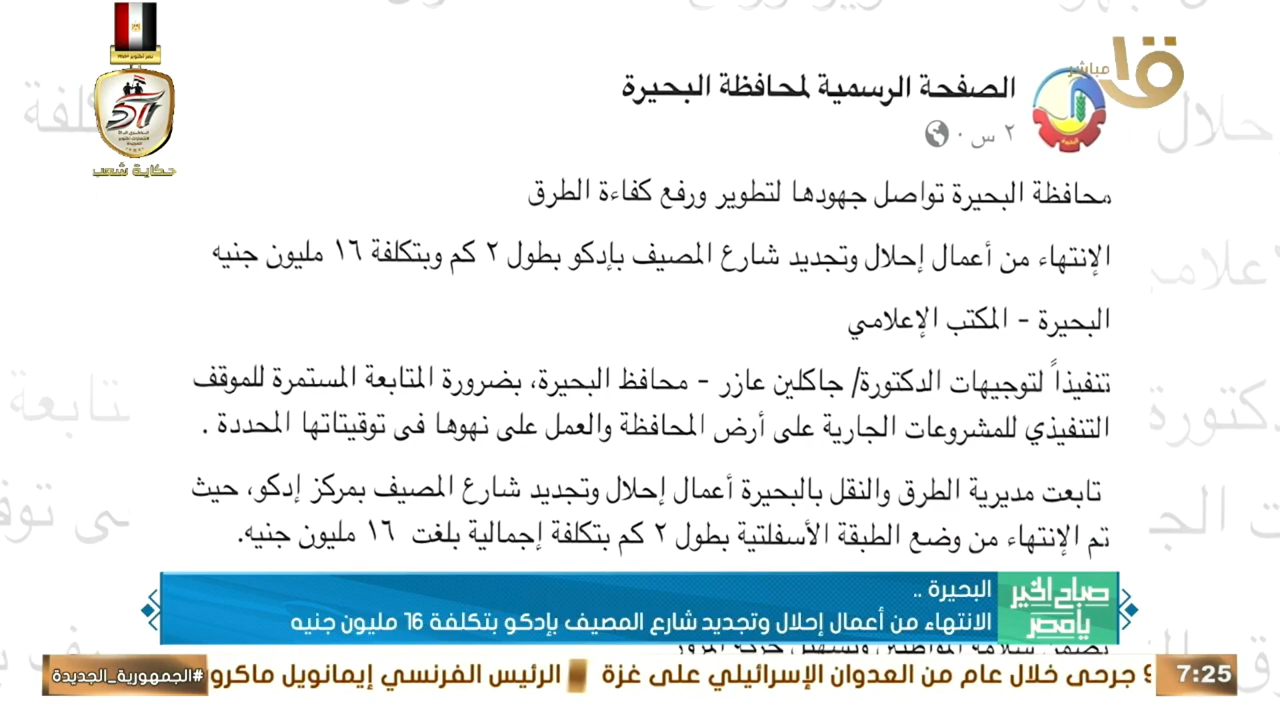 مباشر
حكاية شعب
الصفحة الرسمية لمحافظة البحيرة
٢ س ·
محافظة البحيرة تواصل جهودها لتطوير ورفع كفاءة الطرق
الإنتهاء من أعمال إحلال وتجديد شارع المصيف بإدكو بطول ٢ كم وبتكلفة ١٦ مليون جنيه
البحيرة - المكتب الإعلامي
تنفيذاً لتوجيهات الدكتورة/ جاكلين عازر - محافظ البحيرة، بضرورة المتابعة المستمرة للموقف
التنفيذي للمشروعات الجارية على أرض المحافظة والعمل على نهوها فى توقيتاتها المحددة .
تابعت مديرية الطرق والنقل بالبحيرة أعمال إحلال وتجديد شارع المصيف بمركز إدكو، حيث
تم الإنتهاء من وضع الطبقة الأسفلتية بطول ٢ كم بتكلفة إجمالية بلغت ١٦ مليون جنيه.
صباح الخير
يا مصر
البحيرة ..
الانتهاء من أعمال إحلال وتجديد شارع المصيف بإدكو بتكلفة 16 مليون جنيه
7:25
9 جرحى خلال عام من العدوان الإسرائيلي على غزة
الرئيس الفرنسي إيمانويل ماكرو
#الجمهورية_الجديدة